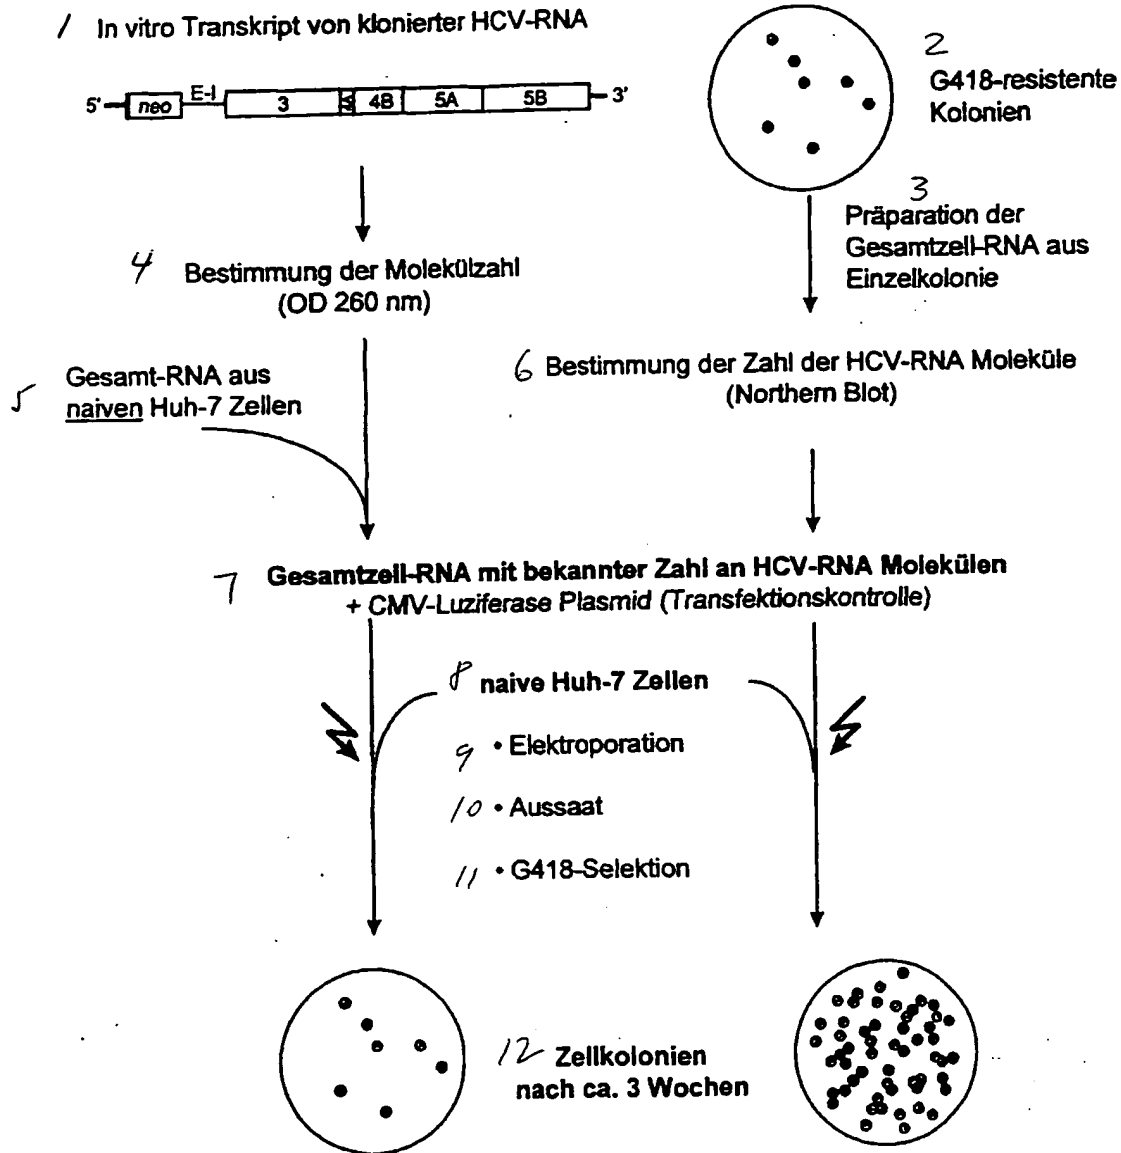 1 In vitro Transkript von klonierter HCV-RNA
2
G418-resistente
Kolonien
5' neo E-I 3 4B 5A 5B 3'
3
Präparation der
Gesamtzell-RNA aus
Einzelkolonie
4 Bestimmung der Molekülzahl
(OD 260 nm)
5 Gesamt-RNA aus
naiven Huh-7 Zellen
6 Bestimmung der Zahl der HCV-RNA Moleküle
(Northern Blot)
7 Gesamtzell-RNA mit bekannter Zahl an HCV-RNA Molekülen
+ CMV-Luziferase Plasmid (Transfektionskontrolle)
8 naive Huh-7 Zellen
9 • Elektroporation
10 • Aussaat
11 • G418-Selektion
12 Zellkolonien
nach ca. 3 Wochen